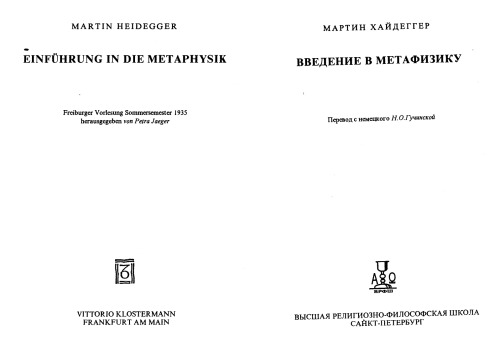 MARTIN HEIDEGGER
EINFÜHRUNG IN DIE METAPHYSIK
Freiburger Vorlesung Sommersemester 1935
herausgegeben von Petra Jaeger
VITTORIO KLOSTERMANN
FRANKFURT AM MAIN
МАРТИН ХАЙДЕГГЕР
ВВЕДЕНИЕ В МЕТАФИЗИКУ
Перевод с немецкого Н.О.Гучинской
ВЫСШАЯ РЕЛИГИОЗНО-ФИЛОСОФСКАЯ ШКОЛА
САЙКТ-ПЕТЕРБУРГ